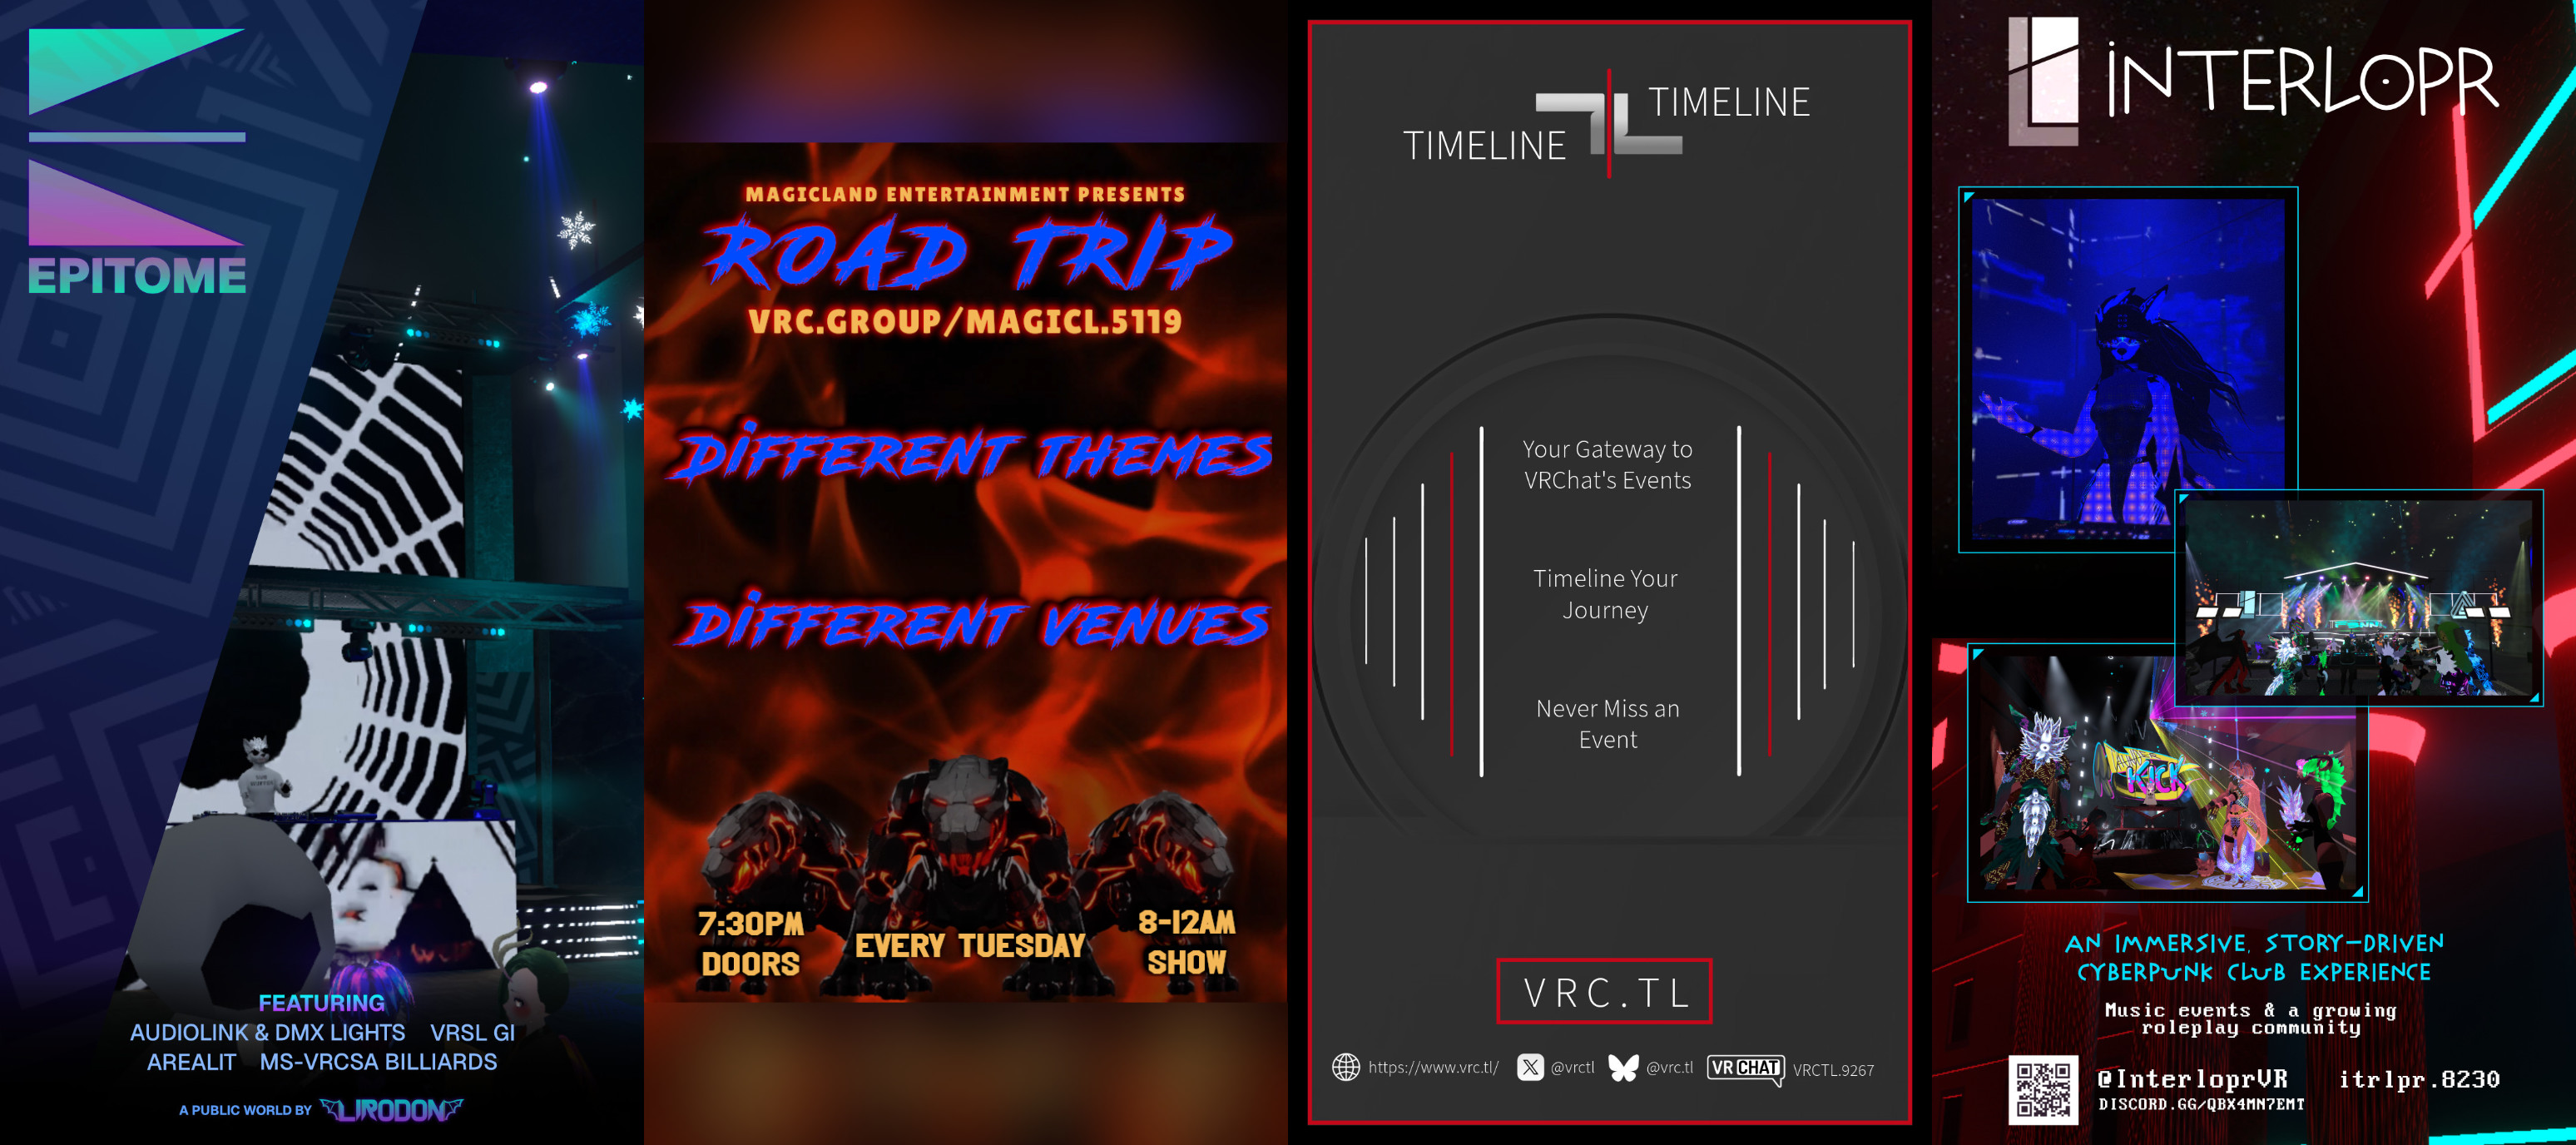 EPITOME
FEATURING
AUDIOLINK & DMX LIGHTS VRSL GI
AREALIT MS-VRCSA BILLIARDS
A PUBLIC WORLD BY LIRODON
MAGICLAND ENTERTAINMENT PRESENTS
ROAD TRIP
VRC.GROUP/MAGICL.5119
DIFFERENT THEMES
DIFFERENT VENUES
7:30PM
DOORS
EVERY TUESDAY
8-12AM
SHOW
TIMELINE
TIMELINE
Your Gateway to
VRChat's Events
Timeline Your
Journey
Never Miss an
Event
VRC.TL
https://www.vrc.tl/ @vrctl @vrc.tl VRCHAT VRCTL.9267
INTERLOPR
KICK
AN IMMERSIVE, STORY-DRIVEN
CYBERPUNK CLUB EXPERIENCE
Music events & a growing
roleplay community
@InterloprVR itrlpr.8230
DISCORD.GG/QBX4MN7EMT